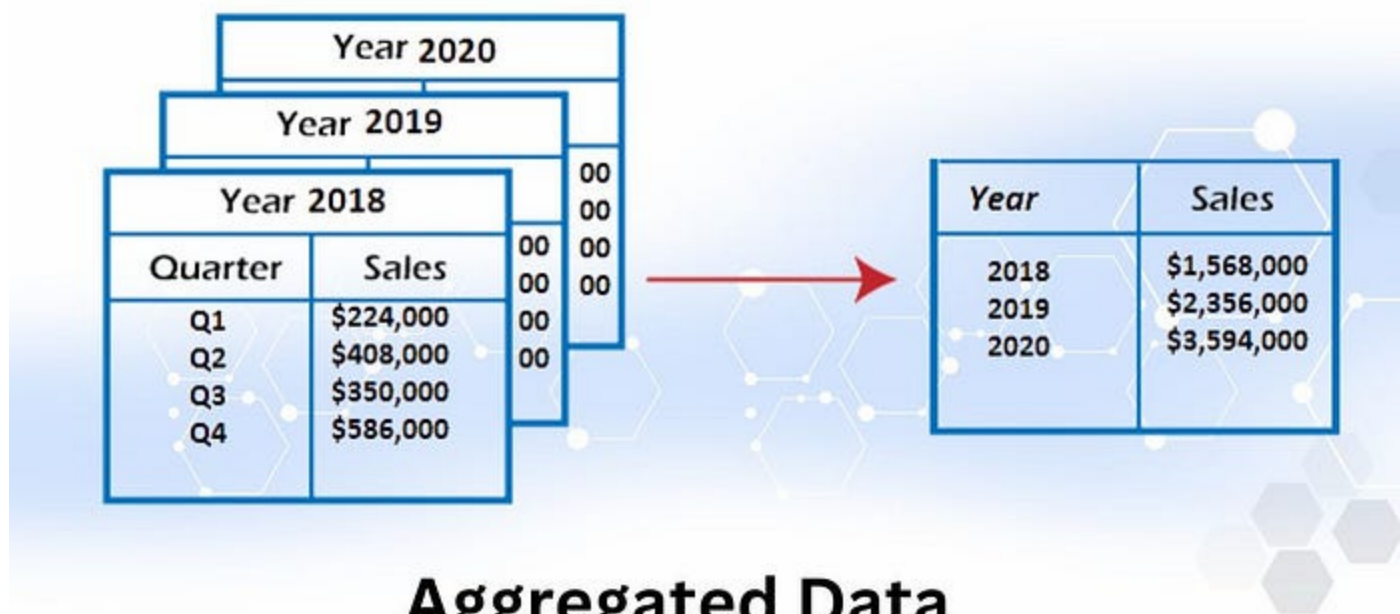 Year 2020
Year 2019
Year 2018
Quarter Sales
Q1 $224,000
Q2 $408,000
Q3 $350,000
Q4 $586,000
00
00
00
00
00
00
00
00
Year Sales
2018 $1,568,000
2019 $2,356,000
2020 $3,594,000
Aggregated Data